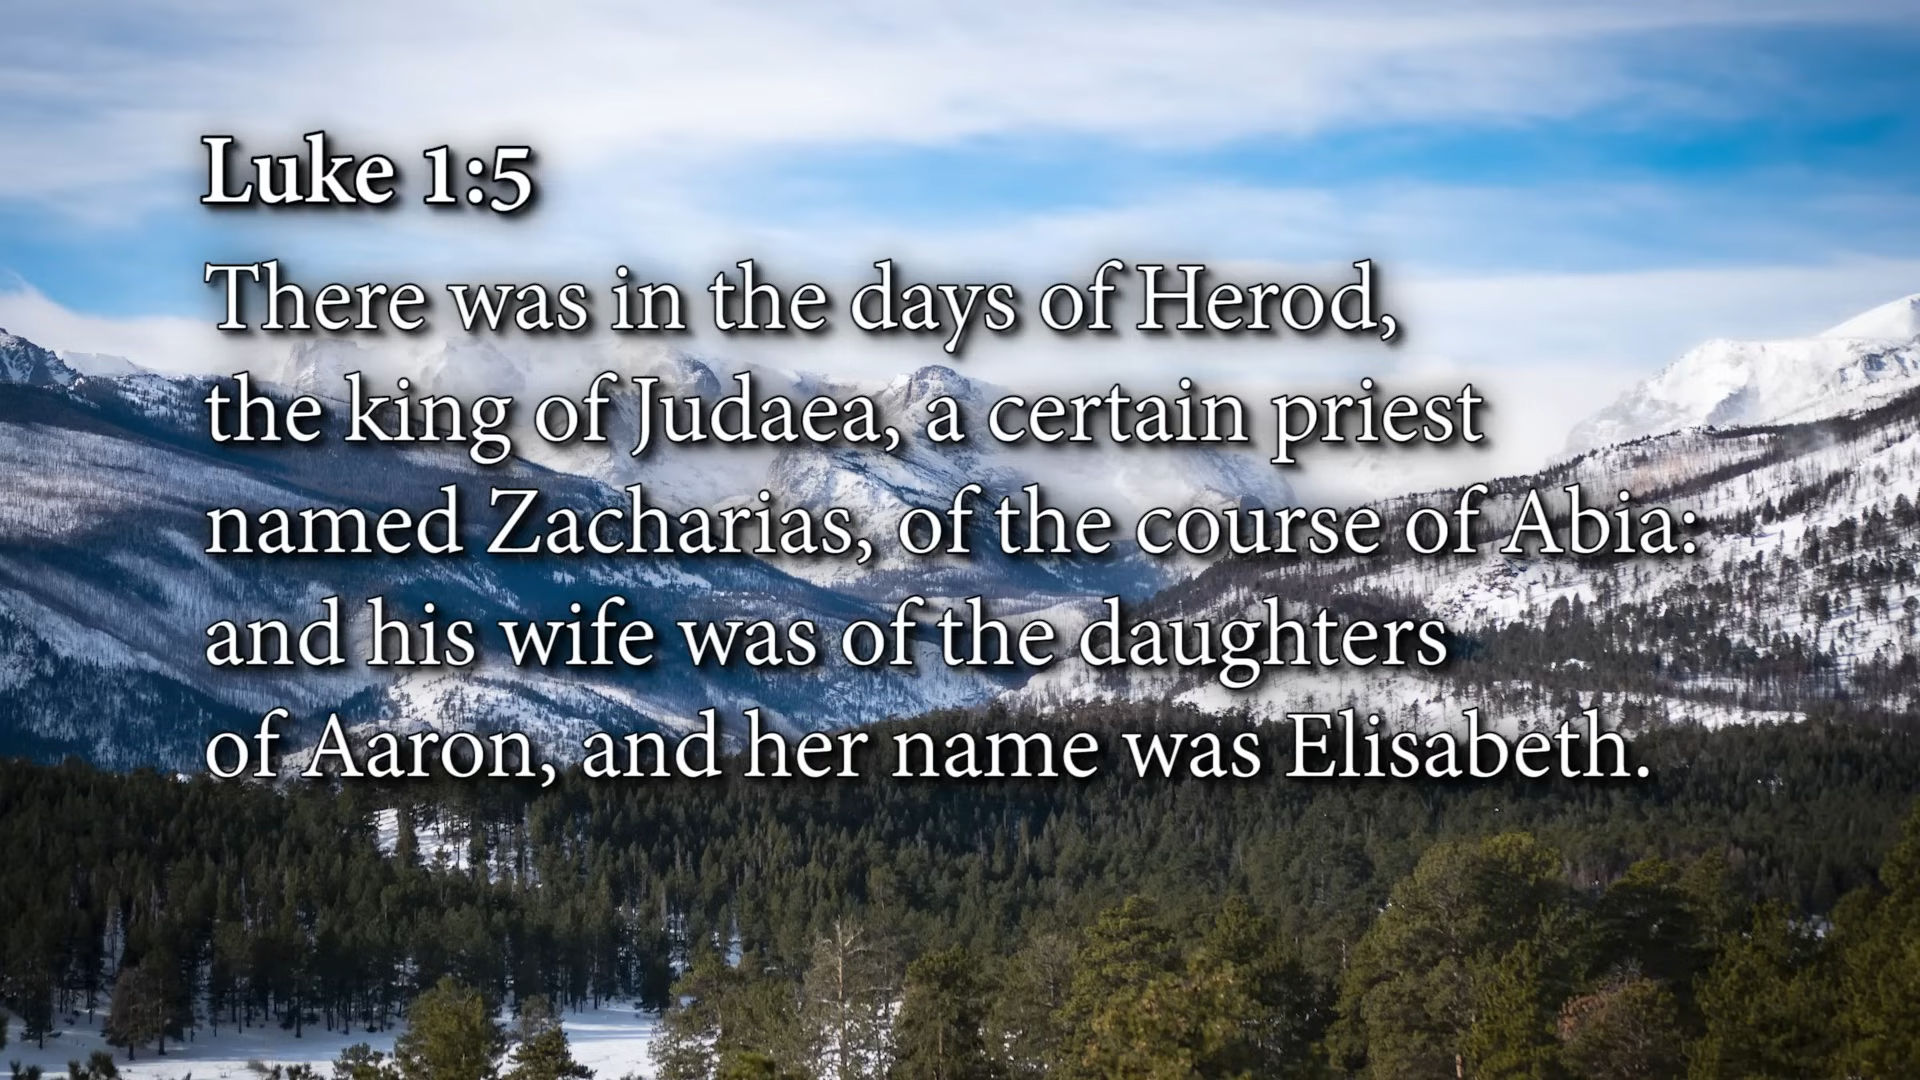 Luke 1:5
There was in the days of Herod,
the king of Judaea, a certain priest
named Zacharias, of the course of Abia:
and his wife was of the daughters
of Aaron, and her name was Elisabeth.